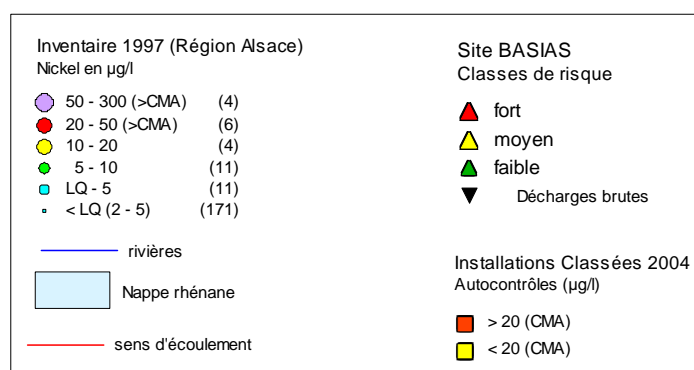 Inventaire 1997 (Région Alsace)
Nickel en µg/l
50 - 300 (>CMA) (4)
20 - 50 (>CMA) (6)
10 - 20 (4)
5 - 10 (11)
LQ - 5 (11)
< LQ (2 - 5) (171)
rivières
Nappe rhénane
sens d'écoulement
Site BASIAS
Classes de risque
fort
moyen
faible
Décharges brutes
Installations Classées 2004
Autocontrôles (µg/l)
> 20 (CMA)
< 20 (CMA)